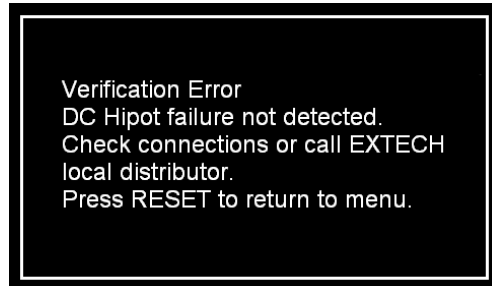 Verification Error
DC Hipot failure not detected.
Check connections or call EXTECH
local distributor.
Press RESET to return to menu.